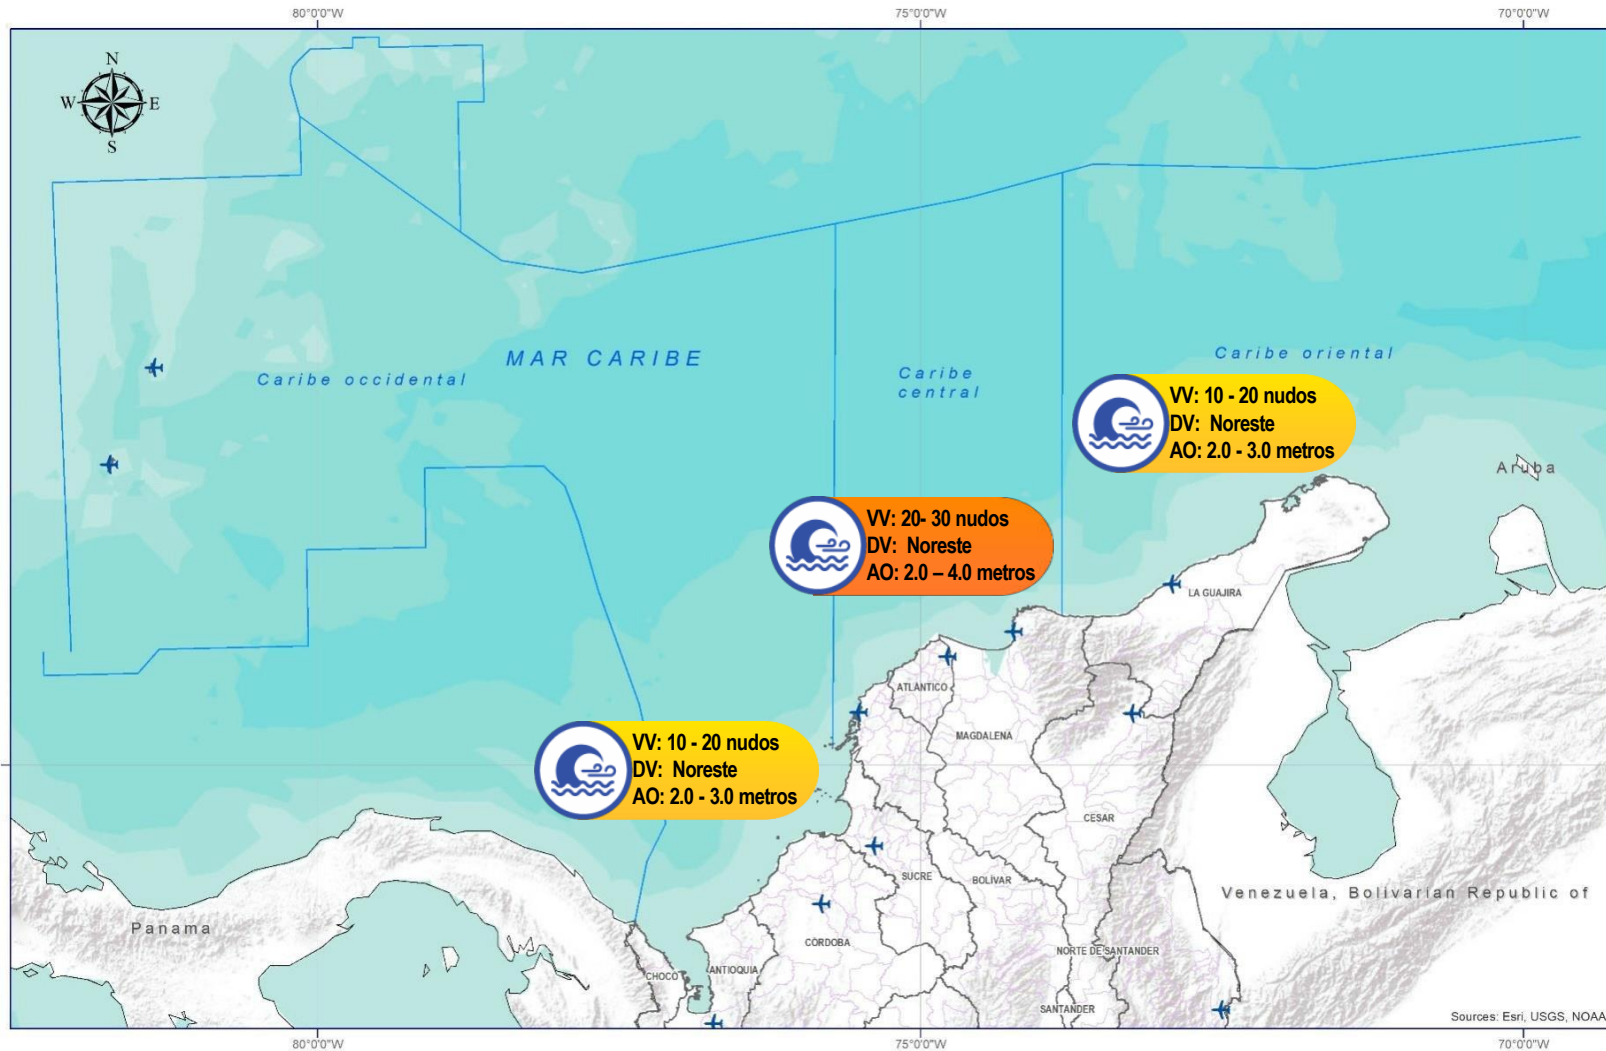 80°0'0"W
75°0'0"W
70°0'0"W
N
W
E
S
MAR CARIBE
Caribe occidental
Caribe
central
Caribe oriental
VV: 10 - 20 nudos
DV: Noreste
AO: 2.0 - 3.0 metros
Aruba
VV: 20- 30 nudos
DV: Noreste
AO: 2.0 – 4.0 metros
LA GUAJIRA
ATLÁNTICO
MAGDALENA
VV: 10 - 20 nudos
DV: Noreste
AO: 2.0 - 3.0 metros
CESAR
SUCRE
BOLÍVAR
Venezuela, Bolivarian Republic of
Panama
CÓRDOBA
NORTE DE SANTANDER
CHOCÓ
ANTIOQUIA
SANTANDER
Sources: Esri, USGS, NOAA
80°0'0"W
75°0'0"W
70°0'0"W